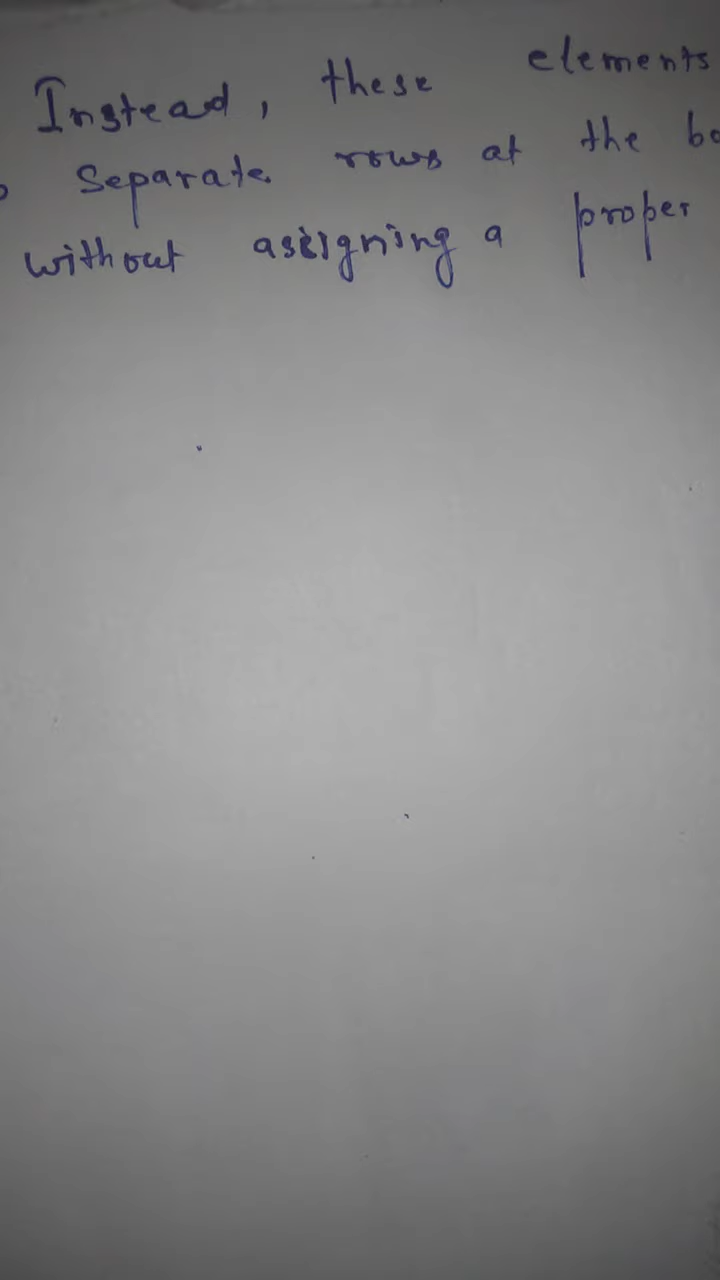 Instead, these elements
Separate rows at the
without assigning a proper